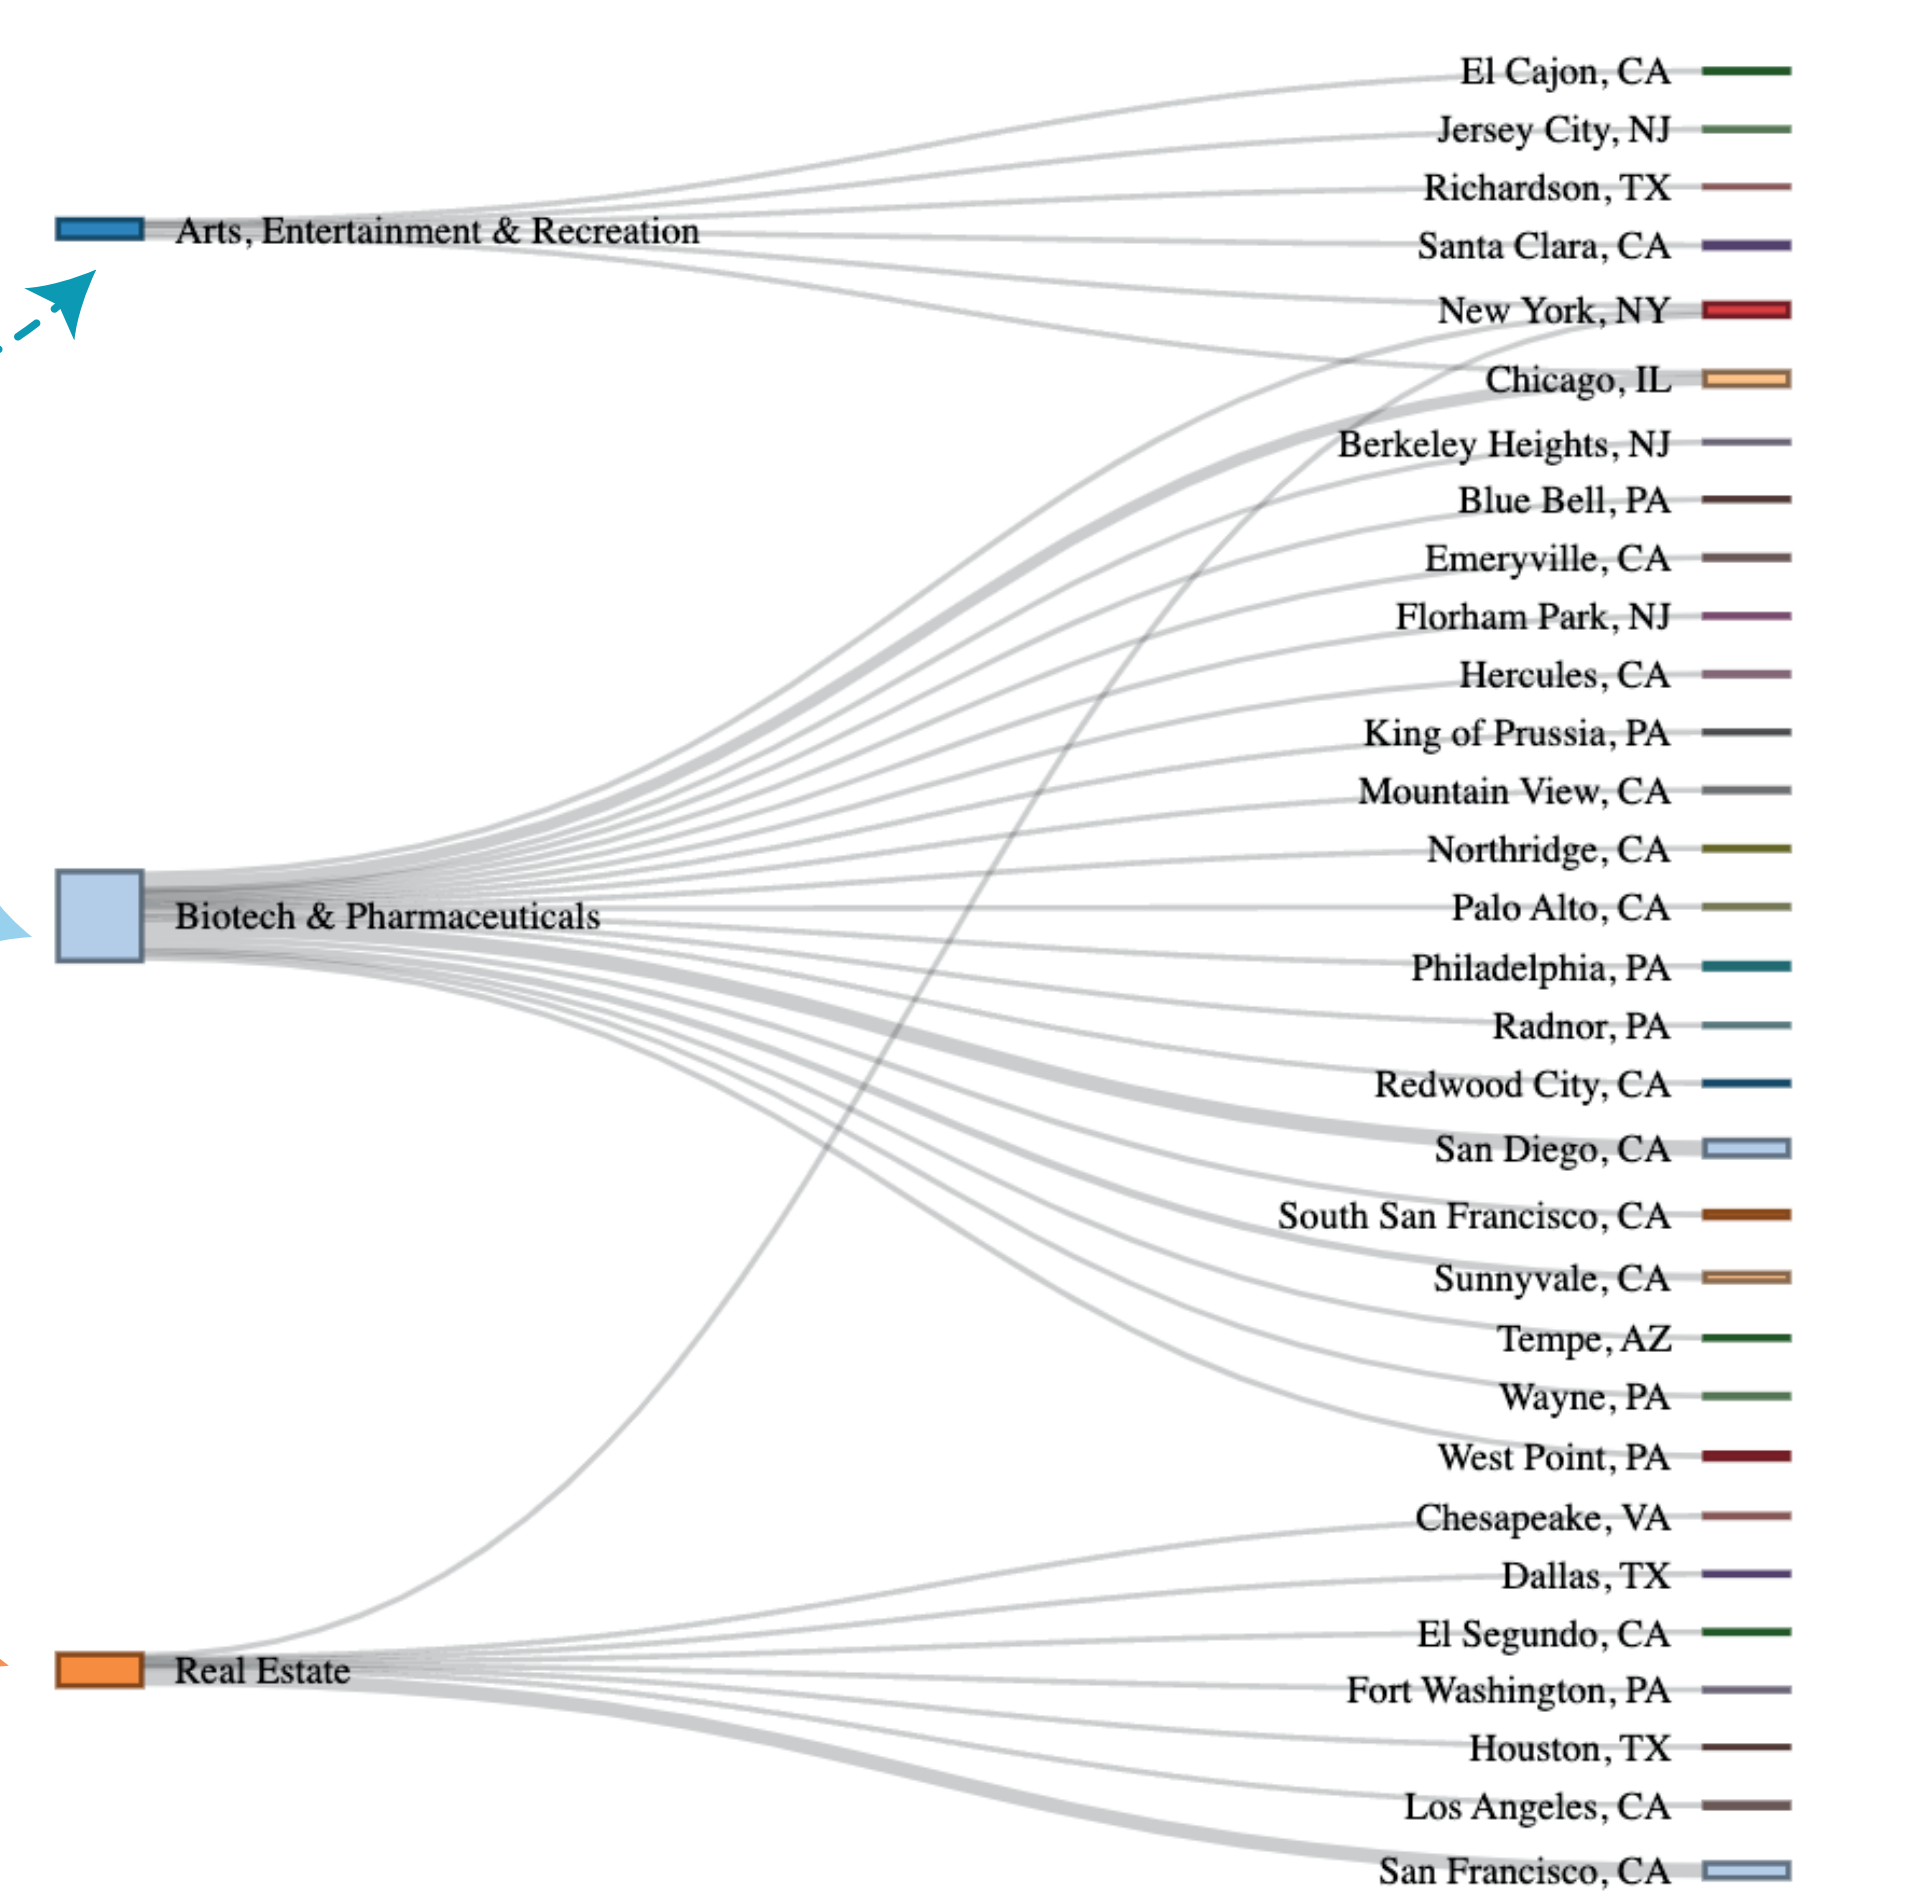 El Cajon, CA
Jersey City, NJ
Richardson, TX
Arts, Entertainment & Recreation
Santa Clara, CA
New York, NY
Chicago, IL
Berkeley Heights, NJ
Blue Bell, PA
Emeryville, CA
Florham Park, NJ
Hercules, CA
King of Prussia, PA
Mountain View, CA
Northridge, CA
Palo Alto, CA
Biotech & Pharmaceuticals
Philadelphia, PA
Radnor, PA
Redwood City, CA
San Diego, CA
South San Francisco, CA
Sunnyvale, CA
Tempe, AZ
Wayne, PA
West Point, PA
Chesapeake, VA
Dallas, TX
El Segundo, CA
Real Estate
Fort Washington, PA
Houston, TX
Los Angeles, CA
San Francisco, CA